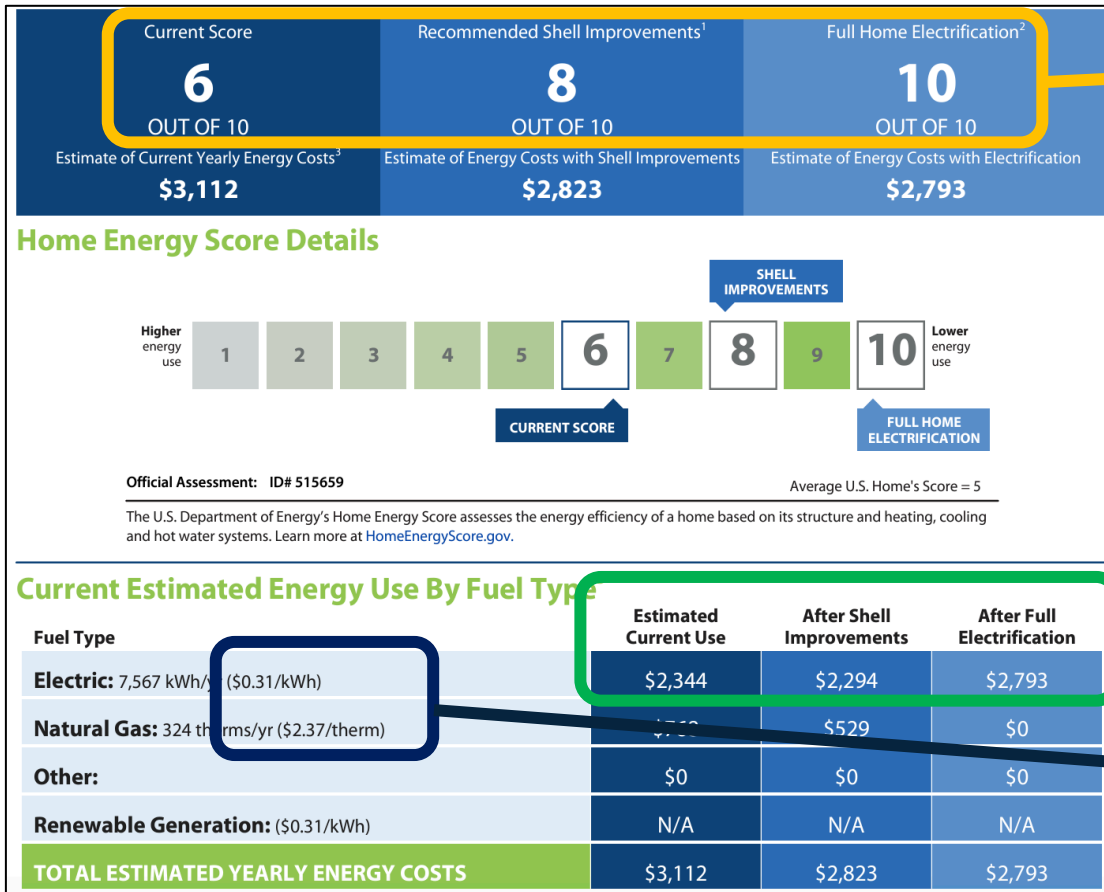 Current Score
6
OUT OF 10
Estimate of Current Yearly Energy Costs³
$3,112
Recommended Shell Improvements¹
8
OUT OF 10
Estimate of Energy Costs with Shell Improvements
$2,823
Full Home Electrification²
10
OUT OF 10
Estimate of Energy Costs with Electrification
$2,793
Home Energy Score Details
SHELL
IMPROVEMENTS
Higher
energy
use
1 2 3 4 5 6 7 8 9 10
Lower
energy
use
CURRENT SCORE
FULL HOME
ELECTRIFICATION
Official Assessment: ID# 515659
Average U.S. Home's Score = 5
The U.S. Department of Energy's Home Energy Score assesses the energy efficiency of a home based on its structure and heating, cooling
and hot water systems. Learn more at HomeEnergyScore.gov.
Current Estimated Energy Use By Fuel Type
Fuel Type
Estimated
Current Use
After Shell
Improvements
After Full
Electrification
Electric: 7,567 kWh/yr ($0.31/kWh) $2,344 $2,294 $2,793
Natural Gas: 324 therms/yr ($2.37/therm) $768 $529 $0
Other: $0 $0 $0
Renewable Generation: ($0.31/kWh) N/A N/A N/A
TOTAL ESTIMATED YEARLY ENERGY COSTS $3,112 $2,823 $2,793